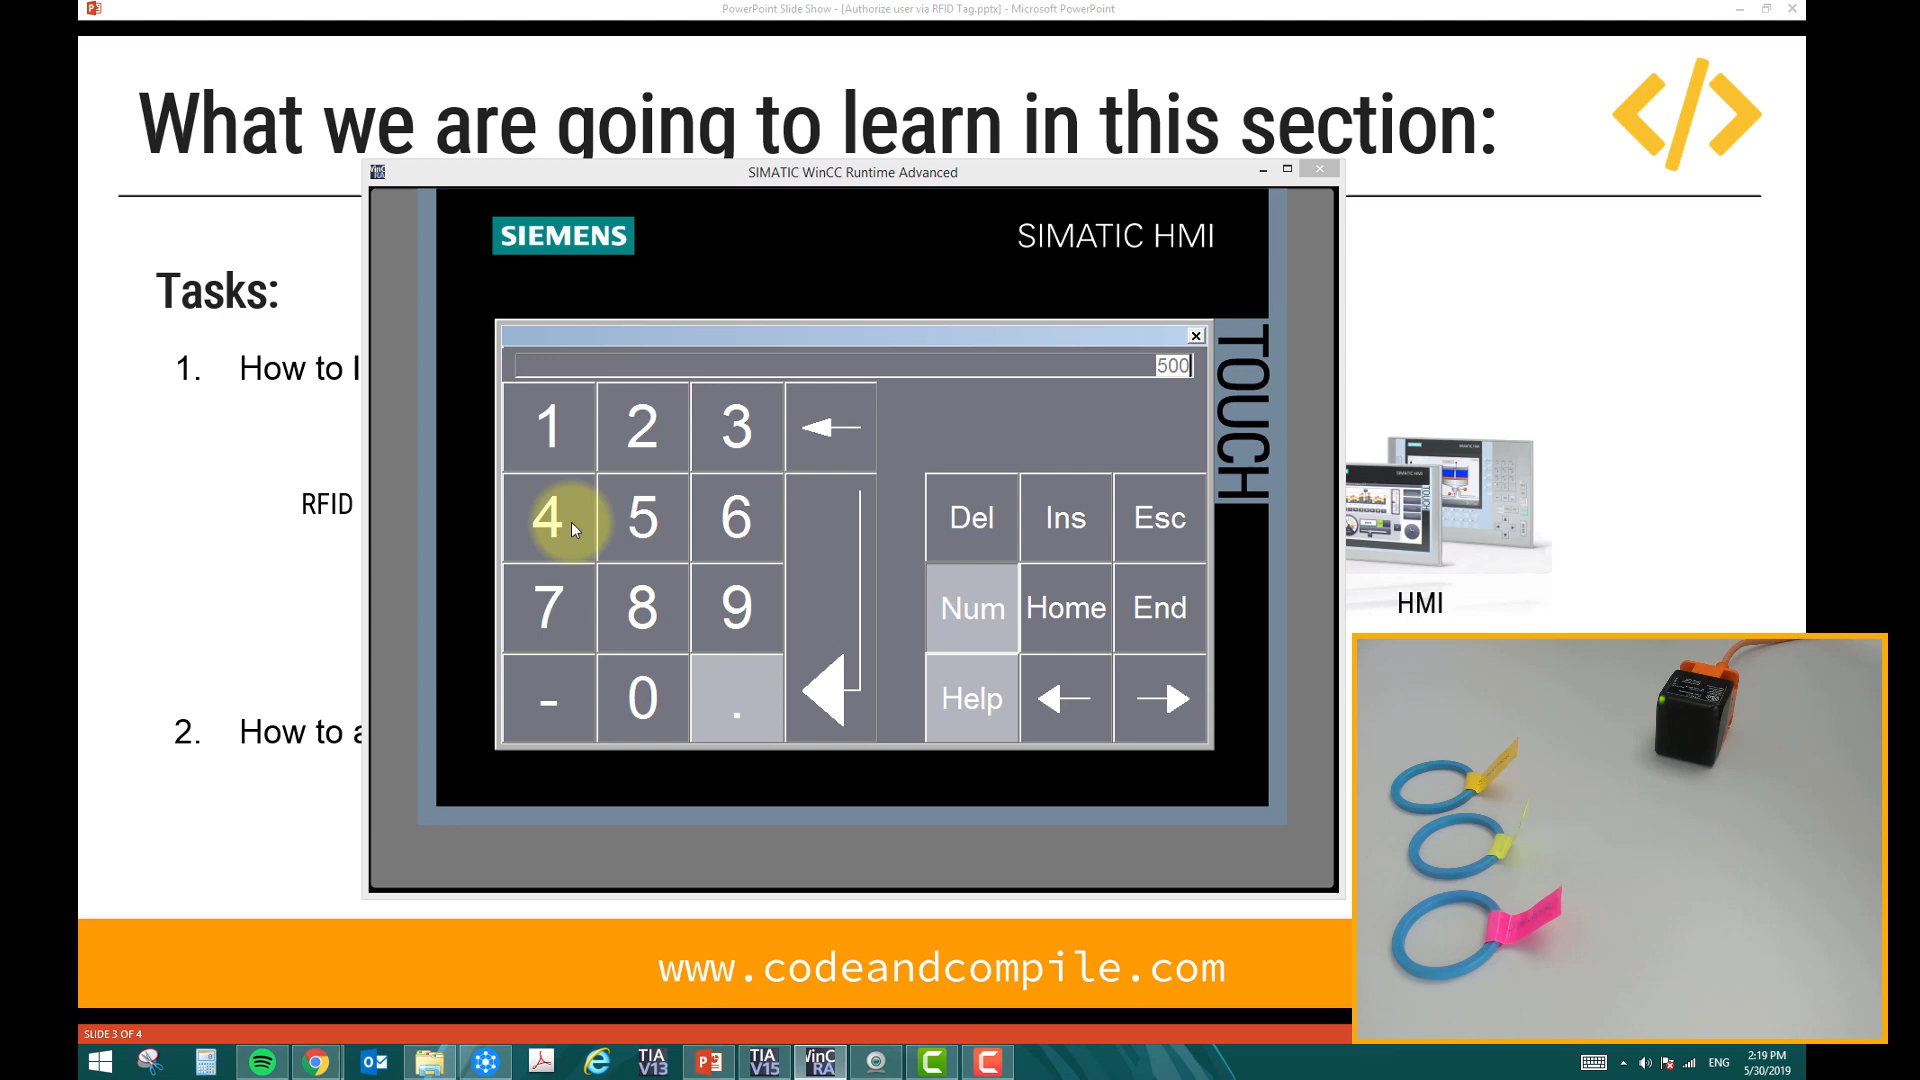 PowerPoint Slide Show - [Authorize user via RFID Tag.pptx] - Microsoft PowerPoint
What we are going to learn in this section:
SIMATIC WinCC Runtime Advanced
SIEMENS
SIMATIC HMI
TOUCH
Tasks:
1. How to l
RFID
2. How to a
500
1 2 3
4 5 6 Del Ins Esc
7 8 9 Num Home End
- 0 . Help
HMI
www.codeandcompile.com
SLIDE 3 OF 4
TIA V13
TIA V15
WinC RA
ENG
2:19 PM
5/30/2019